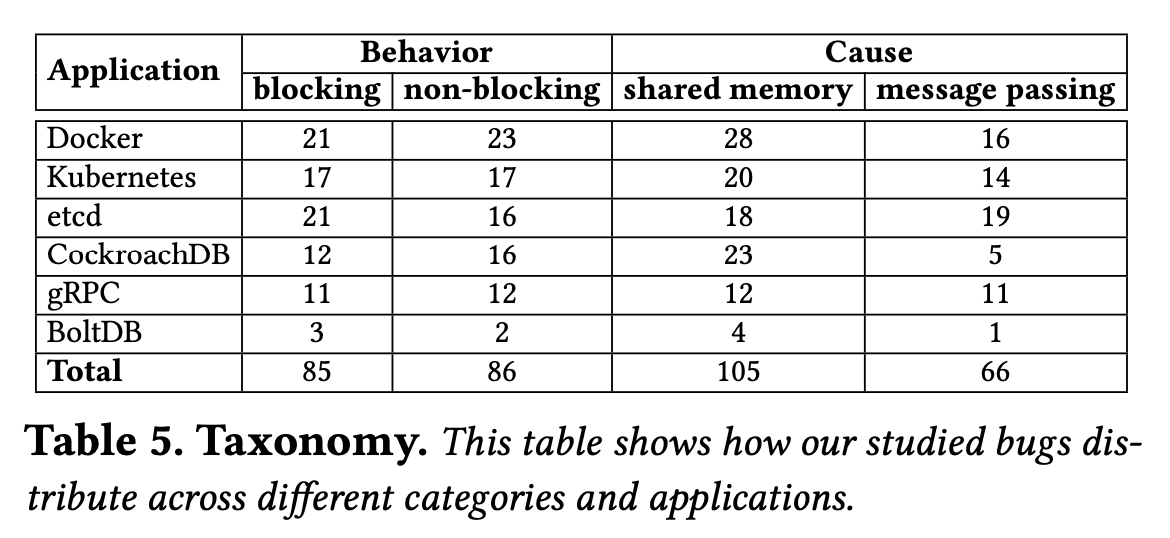 Application Behavior Cause
blocking non-blocking shared memory message passing
Docker 21 23 28 16
Kubernetes 17 17 20 14
etcd 21 16 18 19
CockroachDB 12 16 23 5
gRPC 11 12 12 11
BoltDB 3 2 4 1
Total 85 86 105 66
Table 5. Taxonomy. This table shows how our studied bugs dis-
tribute across different categories and applications.